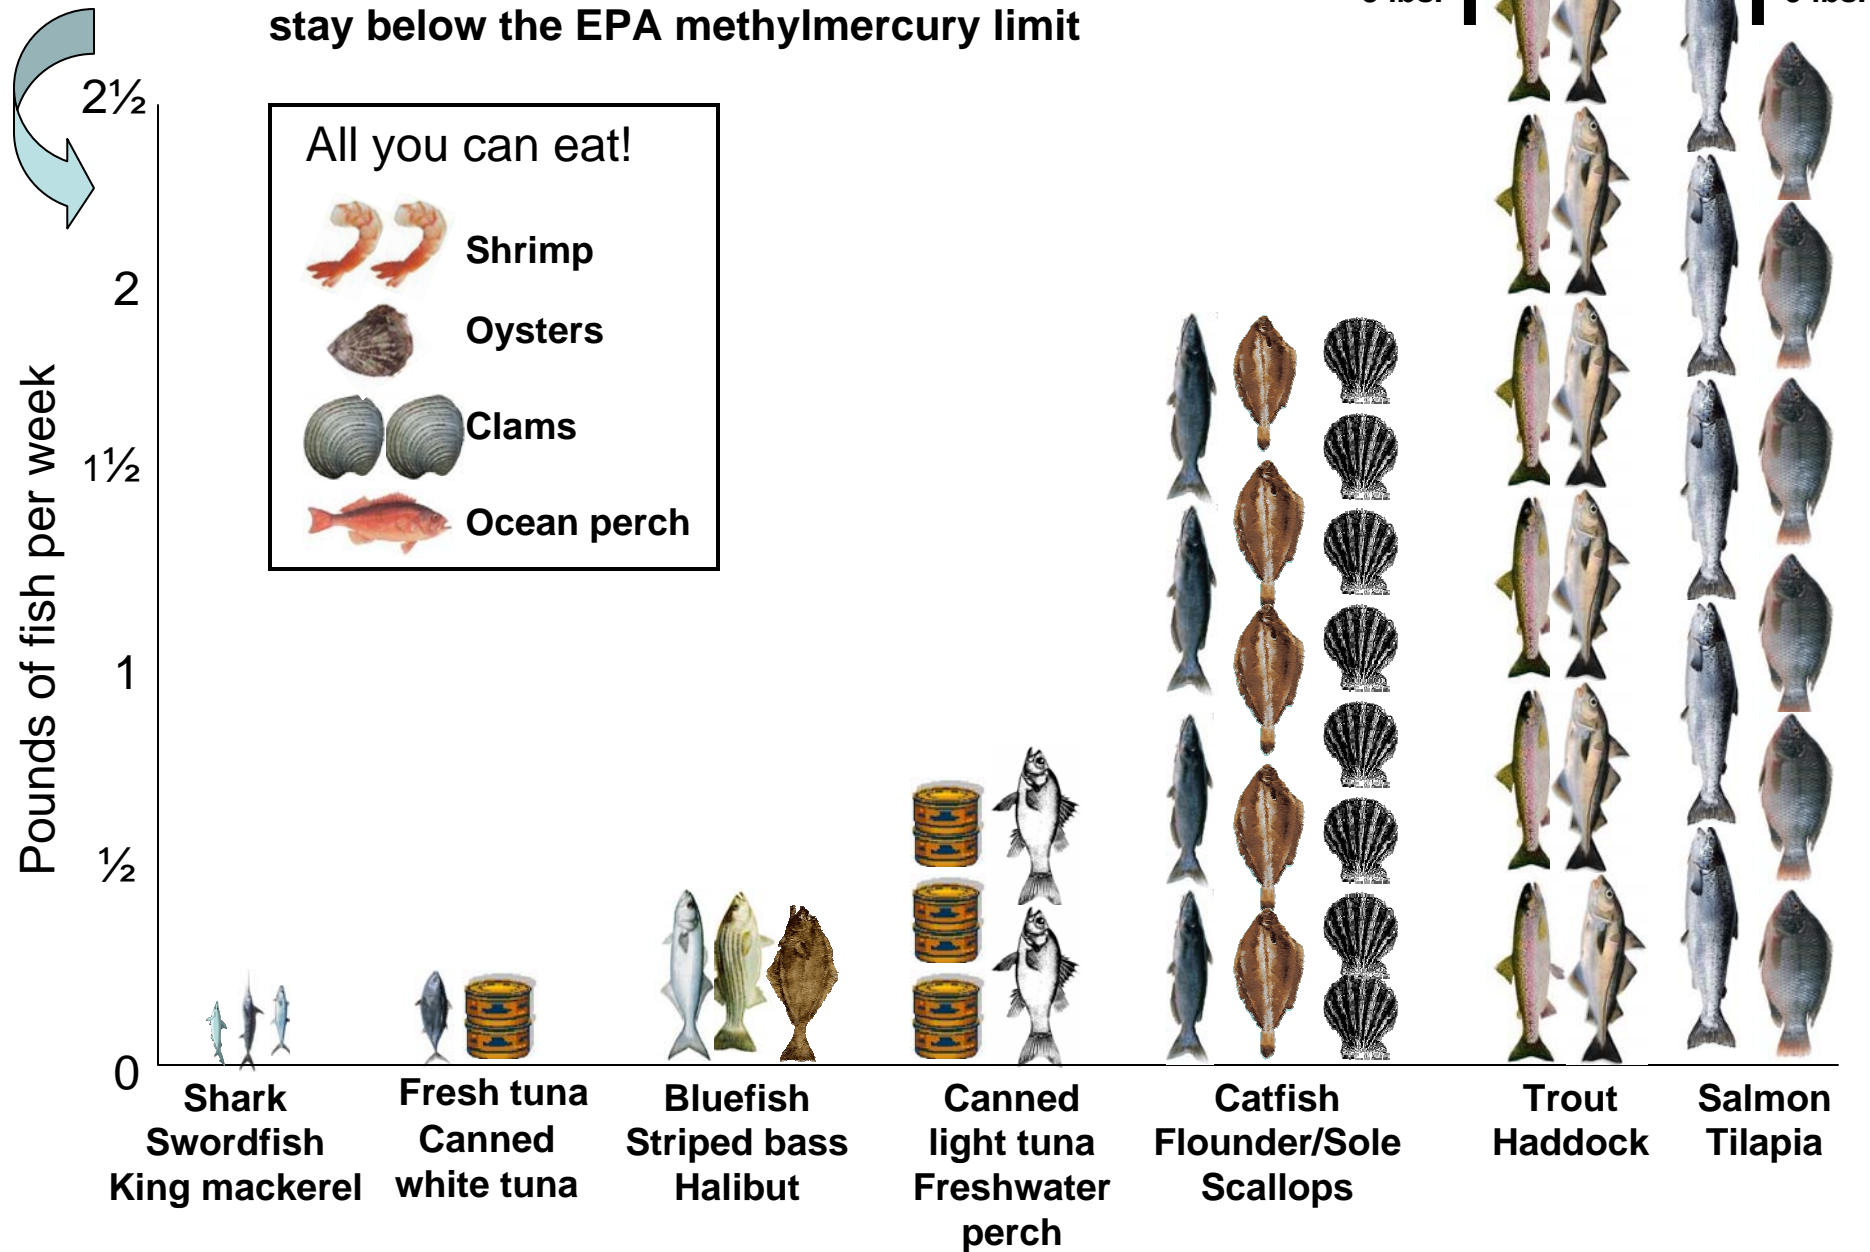 stay below the EPA methylmercury limit
2½
All you can eat!
Shrimp
Oysters
Clams
Ocean perch
2
1½
1
½
0
Pounds of fish per week
Shark
Swordfish
King mackerel
Fresh tuna
Canned
white tuna
Bluefish
Striped bass
Halibut
Canned
light tuna
Freshwater
perch
Catfish
Flounder/Sole
Scallops
Trout
Haddock
Salmon
Tilapia